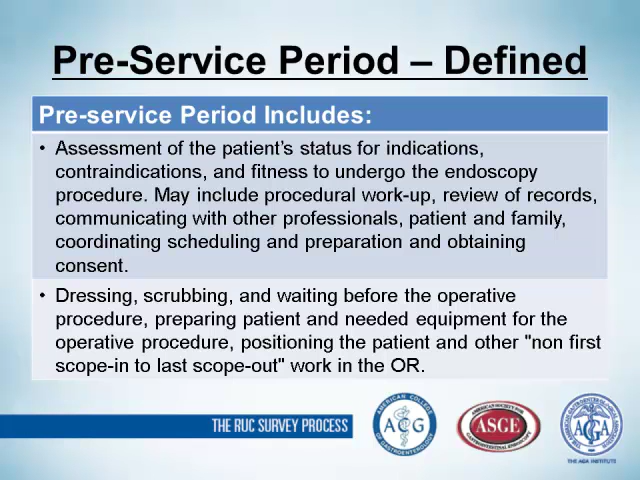 Pre-Service Period – Defined
Pre-service Period Includes:
• Assessment of the patient's status for indications,
contraindications, and fitness to undergo the endoscopy
procedure. May include procedural work-up, review of records,
communicating with other professionals, patient and family,
coordinating scheduling and preparation and obtaining
consent.
• Dressing, scrubbing, and waiting before the operative
procedure, preparing patient and needed equipment for the
operative procedure, positioning the patient and other "non first
scope-in to last scope-out" work in the OR.
THE RUC SURVEY PROCESS
AMERICAN COLLEGE
ACG
OF GASTROENTEROLOGY
AMERICAN SOCIETY FOR
ASGE
GASTROINTESTINAL ENDOSCOPY
AGA
THE AGA INSTITUTE